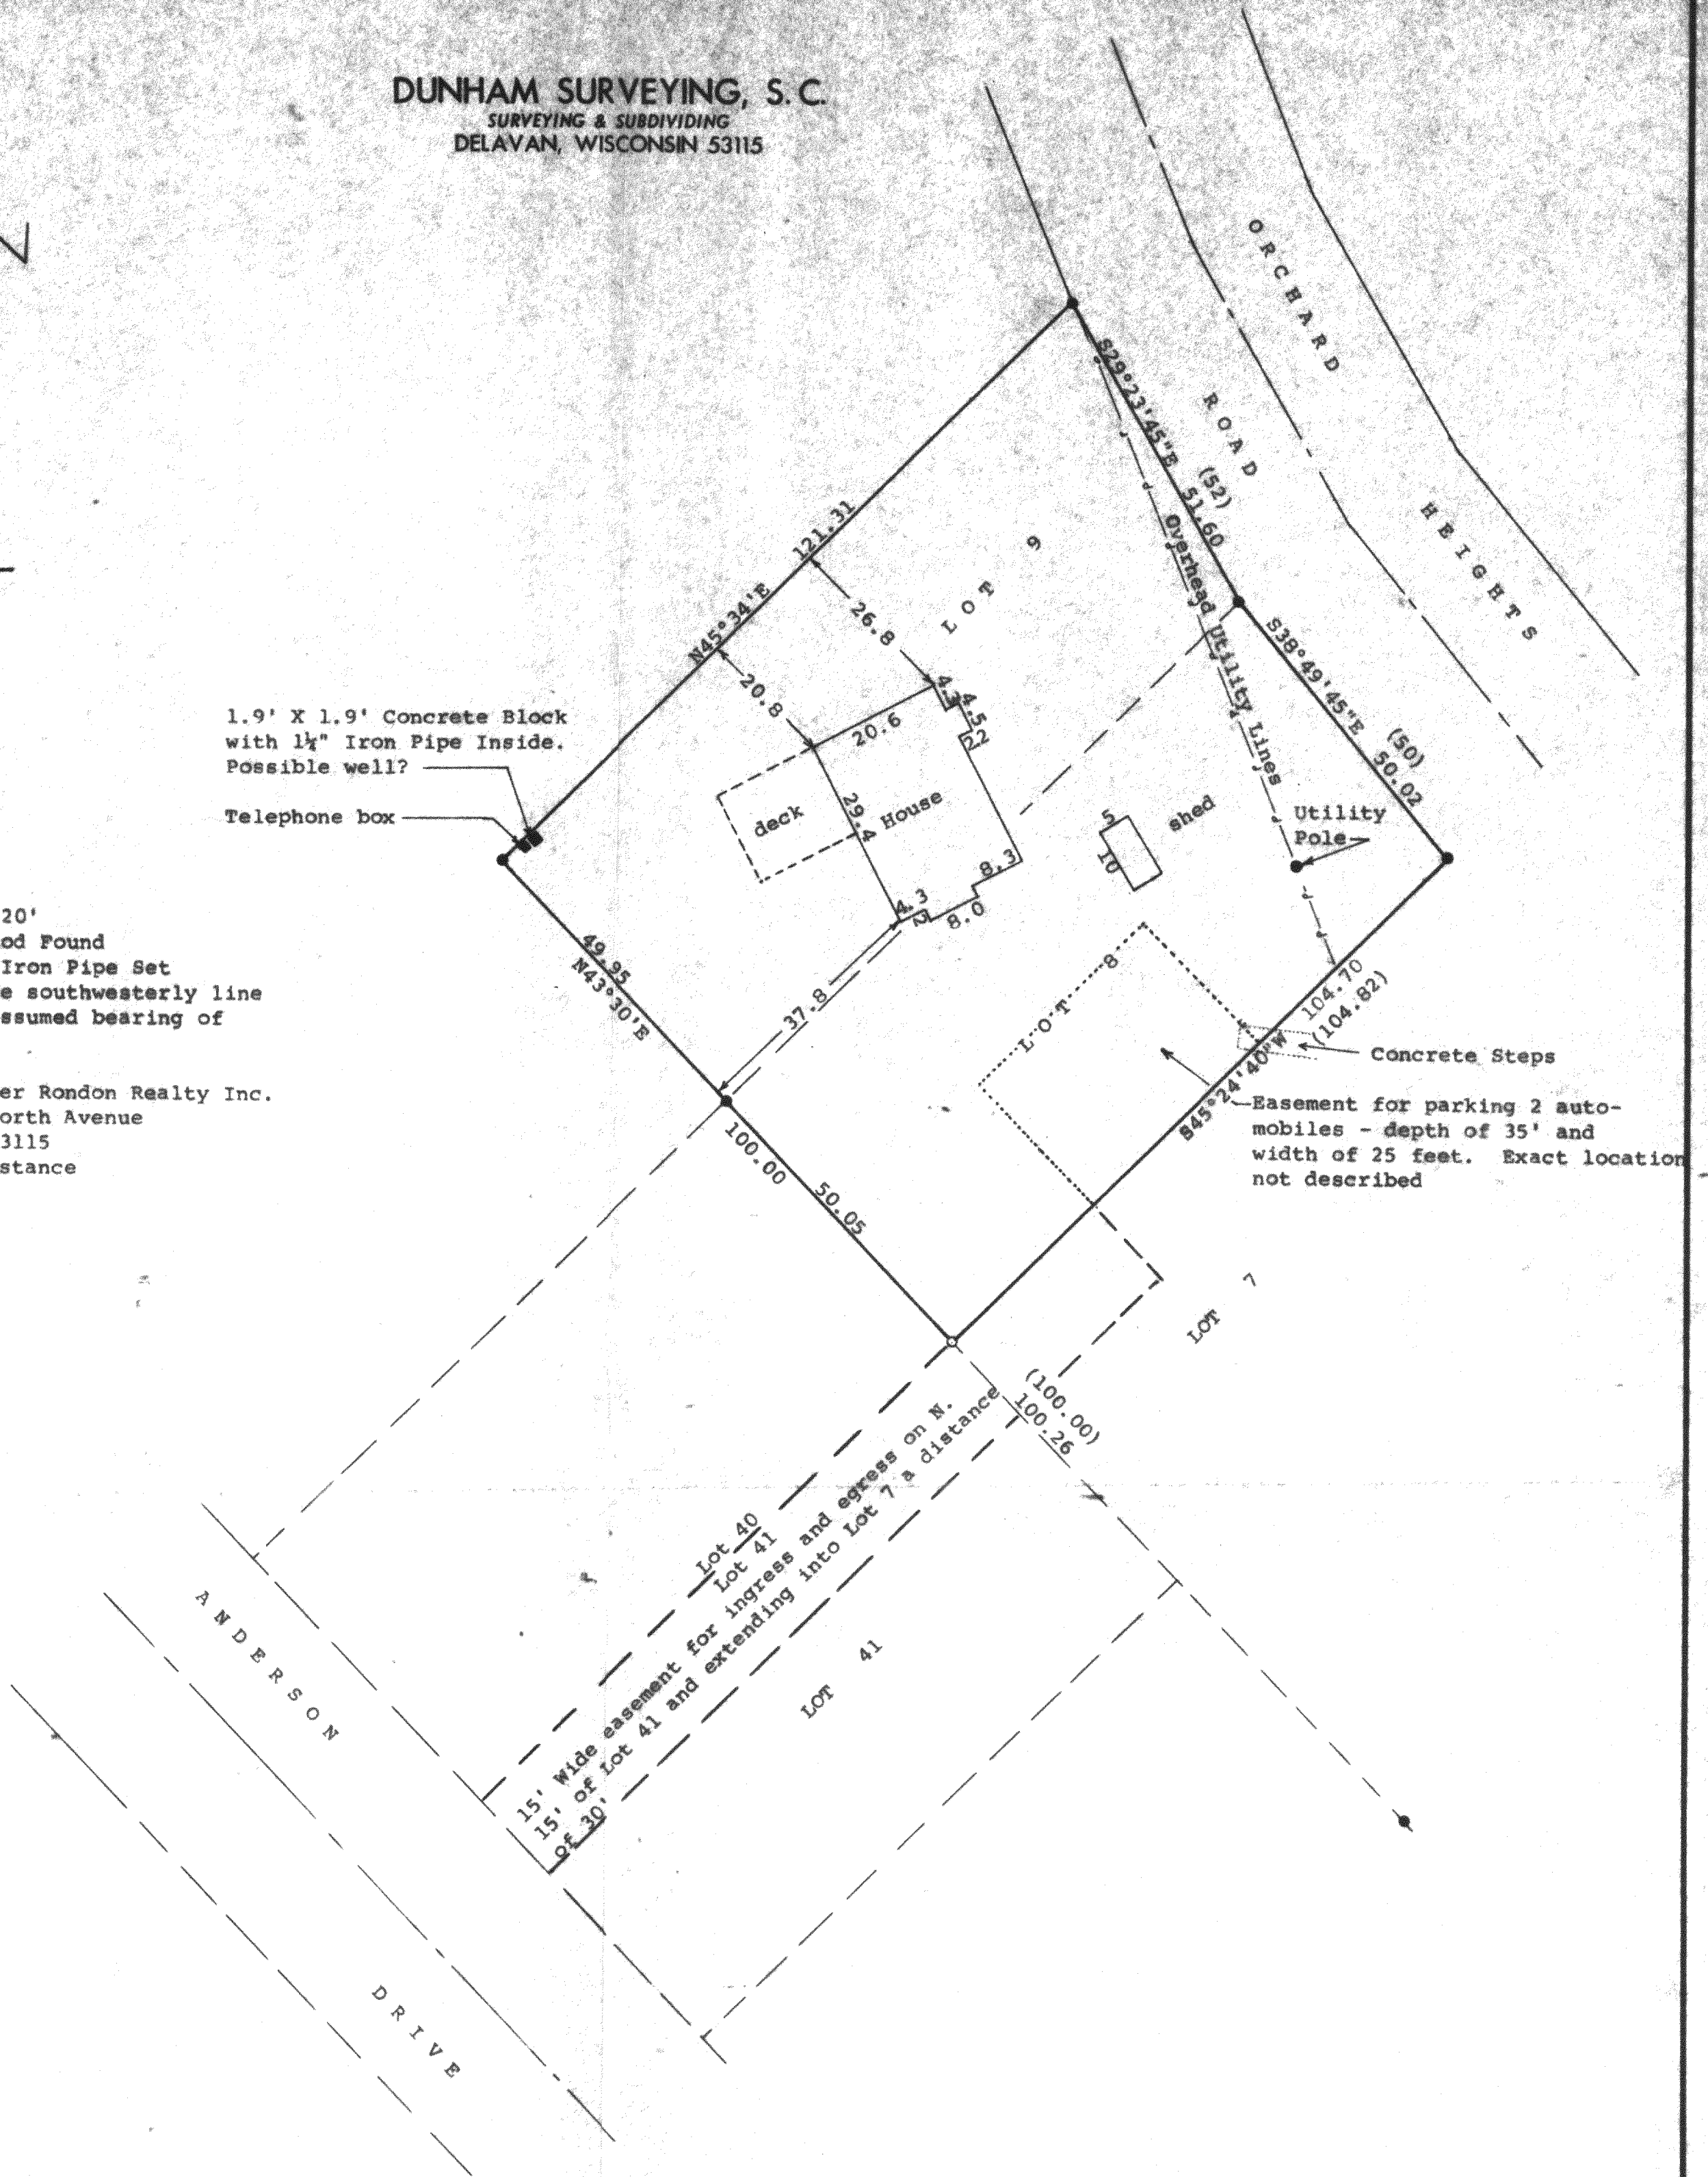 DUNHAM SURVEYING, S.C.
SURVEYING & SUBDIVIDING
DELAVAN, WISCONSIN 53115
ORCHARD
HEIGHTS
ROAD
S29°23'45"E
(52)
51.60
Overhead Utility Lines
S38°49'45"E
(50)
50.02
121.31
N45°34'E
LOT 9
26.8
20.8
4.3
4.5
22
20.6
29.4
House
deck
8.3
4.3
2
8.0
5
10
shed
Utility
Pole
1.9' X 1.9' Concrete Block
with 1¼" Iron Pipe Inside.
Possible well?
Telephone box
49.95
N43°30'E
37.8
LOT 8
104.70
(104.82)
S45°24'40"W
Concrete Steps
Easement for parking 2 auto-
mobiles - depth of 35' and
width of 25 feet. Exact location
not described
20'
od Found
Iron Pipe Set
e southwesterly line
ssumed bearing of
er Rondon Realty Inc.
orth Avenue
3115
stance
100.00
50.05
LOT 7
(100.00)
100.26
Lot 40
Lot 41
15' Wide easement for ingress and egress on N.
15' of Lot 41 and extending into Lot 7 a distance
of 30'
LOT 41
ANDERSON
DRIVE